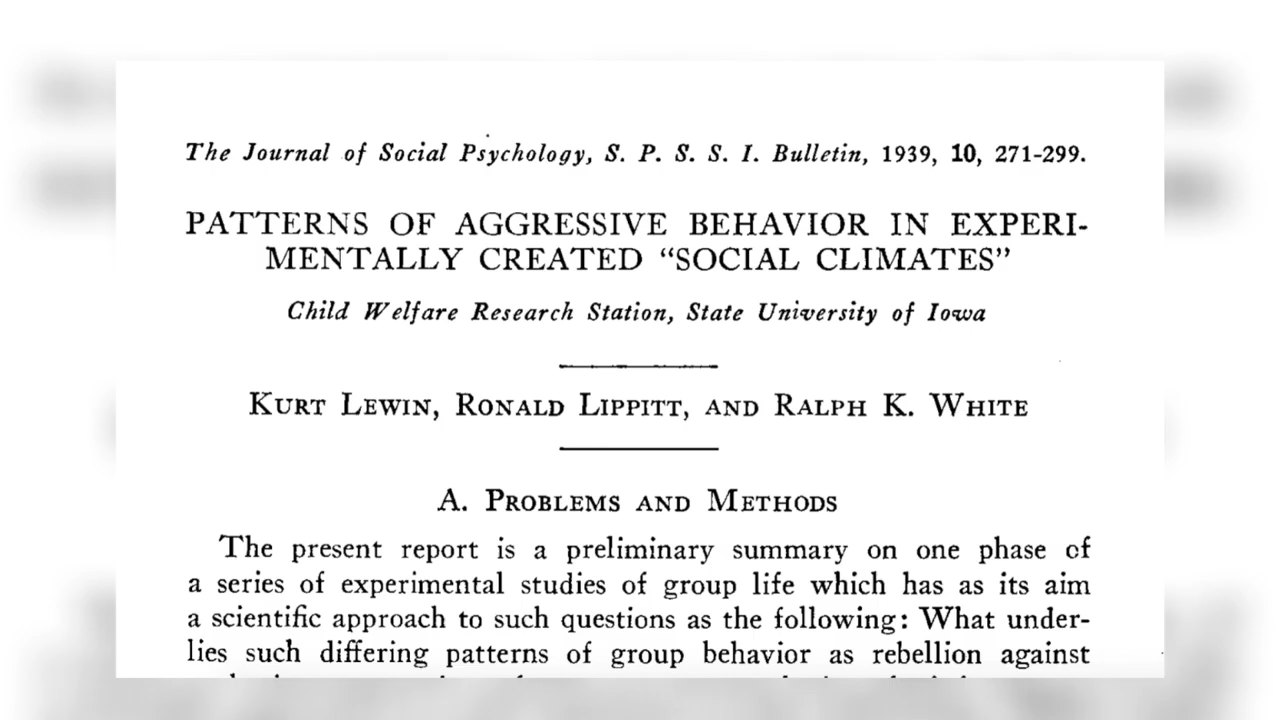 The Journal of Social Psychology, S. P. S. S. I. Bulletin, 1939, 10, 271-299.
PATTERNS OF AGGRESSIVE BEHAVIOR IN EXPERI-
MENTALLY CREATED “SOCIAL CLIMATES”
Child Welfare Research Station, State University of Iowa
KURT LEWIN, RONALD LIPPITT, AND RALPH K. WHITE
A. PROBLEMS AND METHODS
The present report is a preliminary summary on one phase of
a series of experimental studies of group life which has as its aim
a scientific approach to such questions as the following: What under-
lies such differing patterns of group behavior as rebellion against